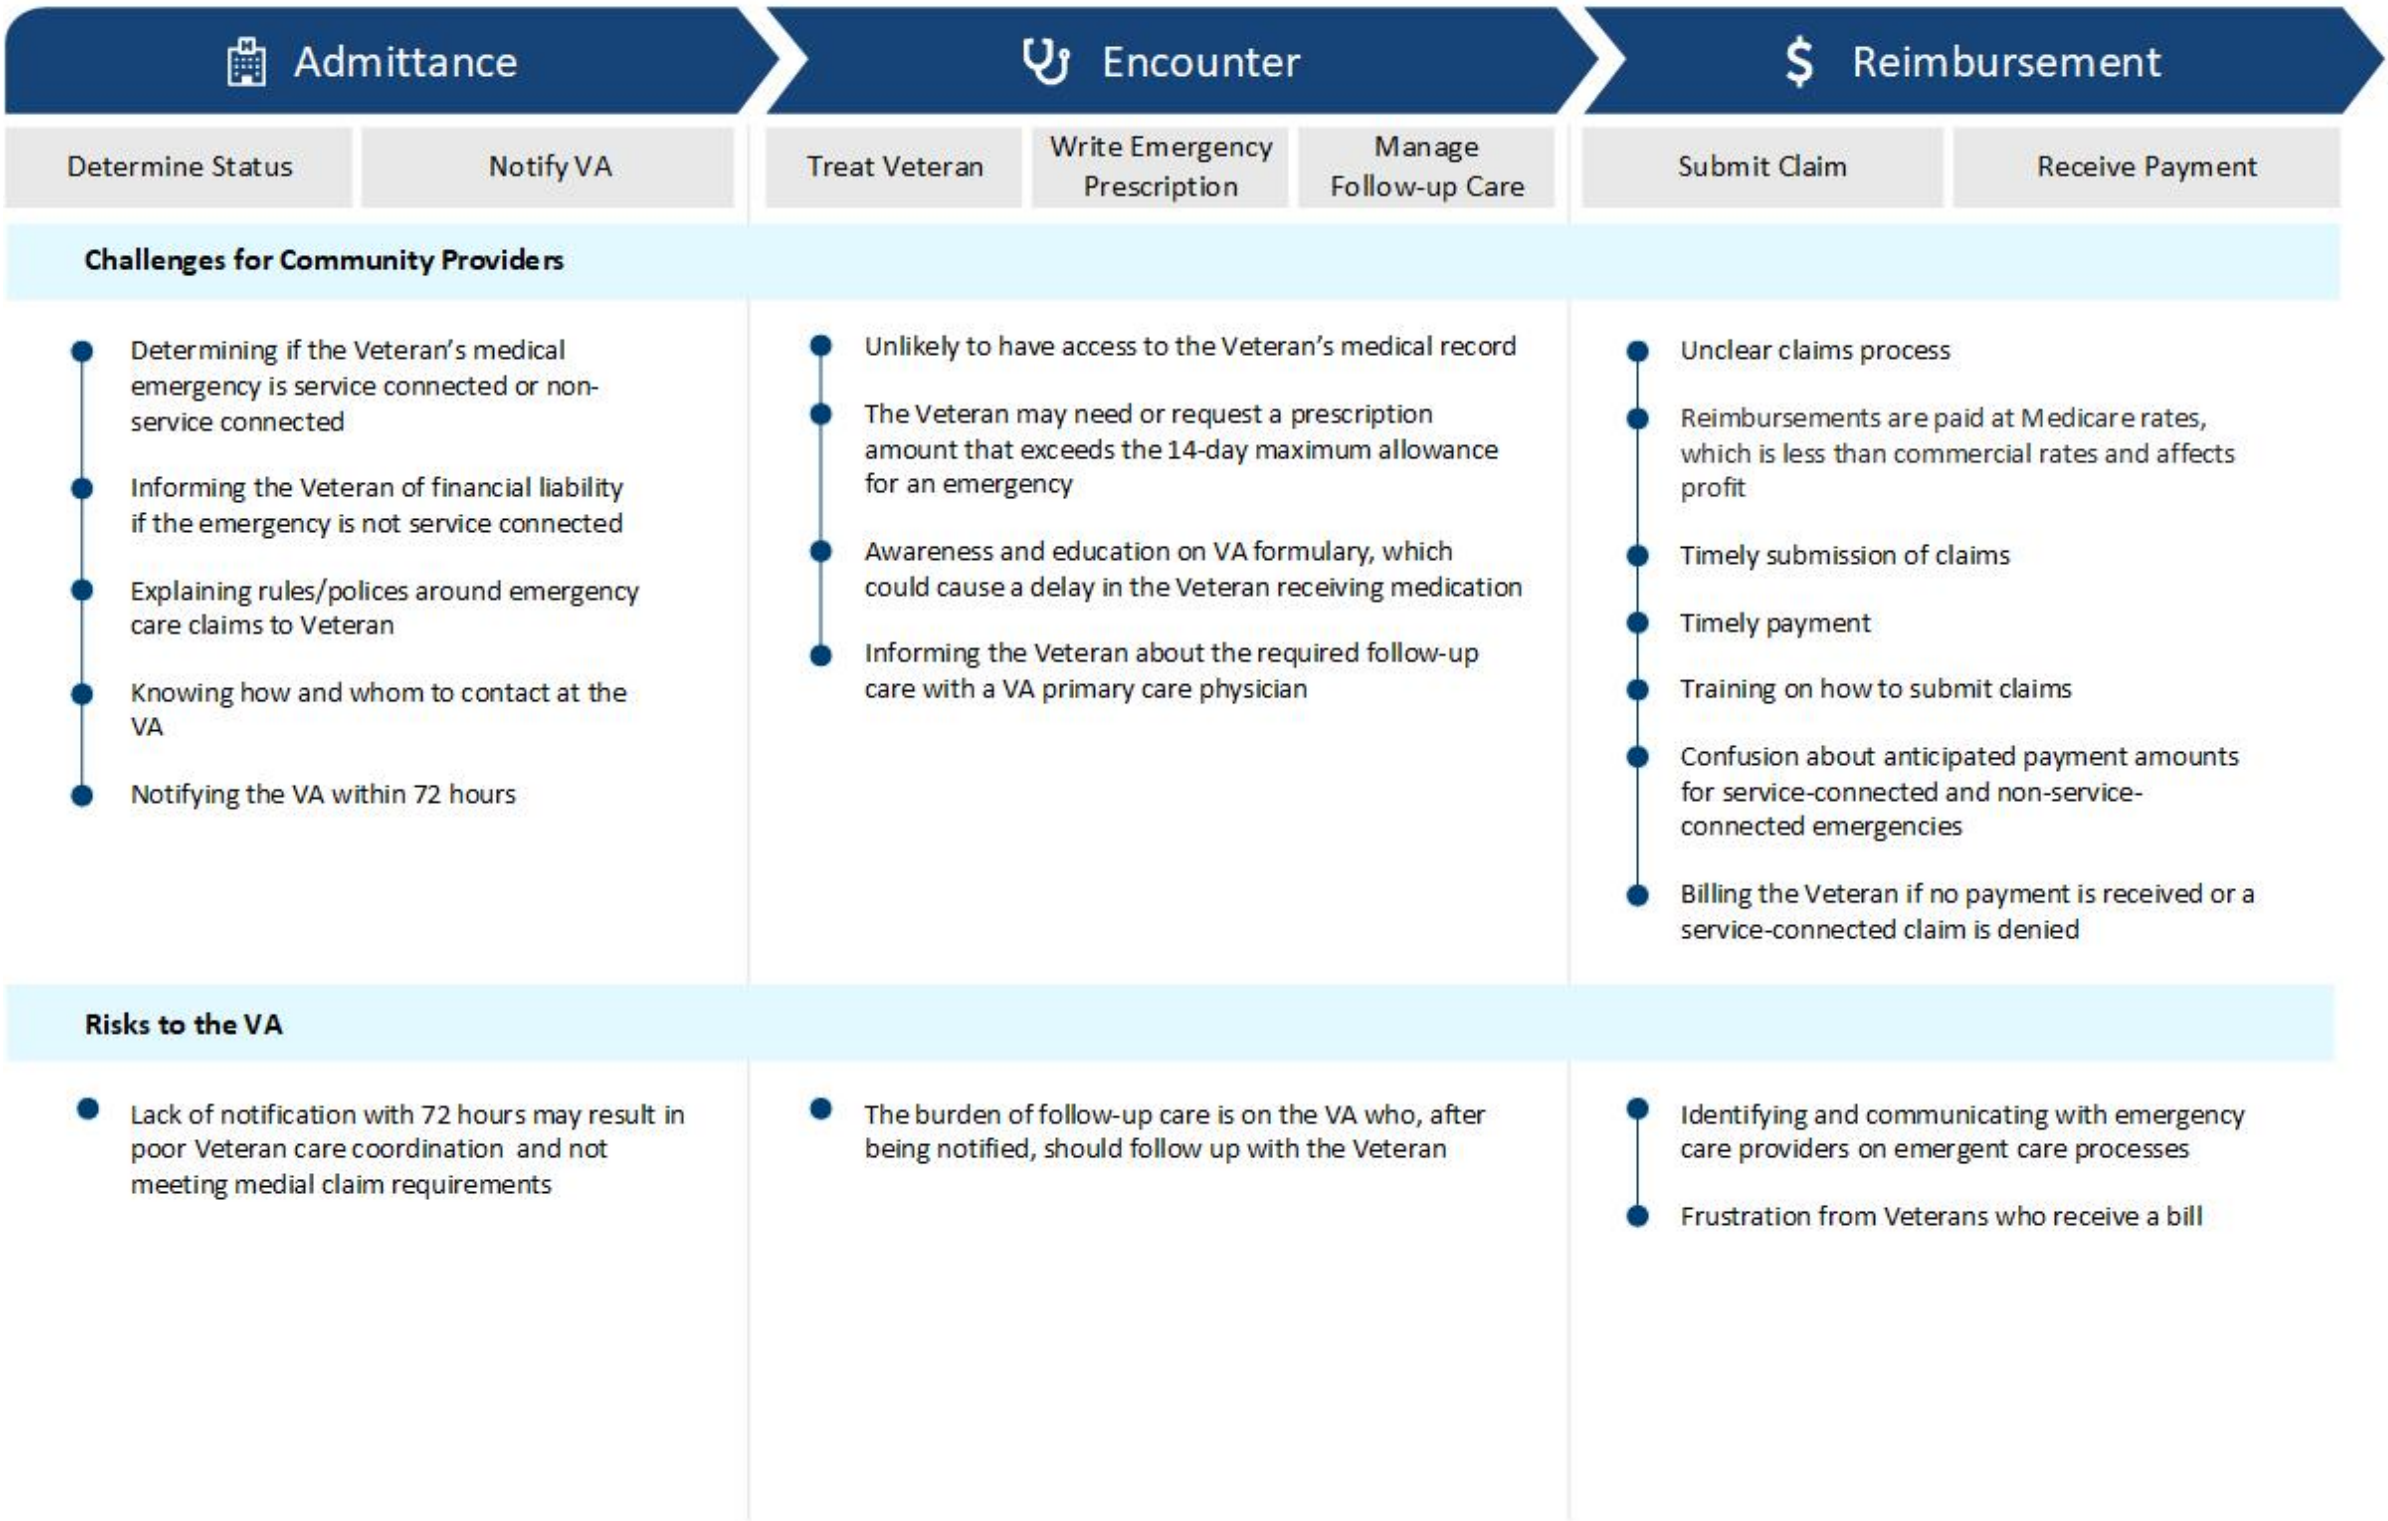 Admittance
Encounter
$ Reimbursement
Determine Status
Notify VA
Treat Veteran
Write Emergency
Prescription
Manage
Follow-up Care
Submit Claim
Receive Payment
Challenges for Community Providers
Determining if the Veteran's medical
emergency is service connected or non-
service connected
Informing the Veteran of financial liability
if the emergency is not service connected
Explaining rules/polices around emergency
care claims to Veteran
Knowing how and whom to contact at the
VA
Notifying the VA within 72 hours
Unlikely to have access to the Veteran's medical record
The Veteran may need or request a prescription
amount that exceeds the 14-day maximum allowance
for an emergency
Awareness and education on VA formulary, which
could cause a delay in the Veteran receiving medication
Informing the Veteran about the required follow-up
care with a VA primary care physician
Unclear claims process
Reimbursements are paid at Medicare rates,
which is less than commercial rates and affects
profit
Timely submission of claims
Timely payment
Training on how to submit claims
Confusion about anticipated payment amounts
for service-connected and non-service-
connected emergencies
Billing the Veteran if no payment is received or a
service-connected claim is denied
Risks to the VA
Lack of notification with 72 hours may result in
poor Veteran care coordination and not
meeting medial claim requirements
The burden of follow-up care is on the VA who, after
being notified, should follow up with the Veteran
Identifying and communicating with emergency
care providers on emergent care processes
Frustration from Veterans who receive a bill